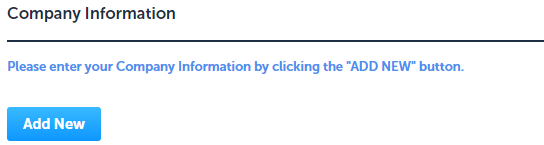 Company Information
Please enter your Company Information by clicking the "ADD NEW" button.
Add New